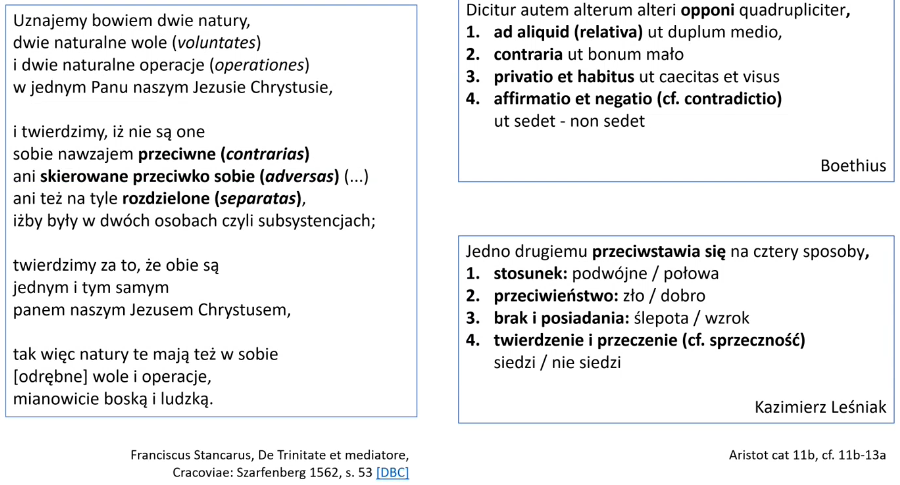 Uznajemy bowiem dwie natury,
dwie naturalne wole (voluntates)
i dwie naturalne operacje (operationes)
w jednym Panu naszym Jezusie Chrystusie,
i twierdzimy, iż nie są one
sobie nawzajem przeciwne (contrarias)
ani skierowane przeciwko sobie (adversas) (...)
ani też na tyle rozdzielone (separatas),
iżby były w dwóch osobach czyli subsystencjach;
twierdzimy za to, że obie są
jednym i tym samym
panem naszym Jezusem Chrystusem,
tak więc natury te mają też w sobie
[odrębne] wole i operacje,
mianowicie boską i ludzką.
Franciscus Stancarus, De Trinitate et mediatore,
Cracoviae: Szarfenberg 1562, s. 53 [DBC]
Dicitur autem alterum alteri opponi quadrupliciter,
1. ad aliquid (relativa) ut duplum medio,
2. contraria ut bonum mało
3. privatio et habitus ut caecitas et visus
4. affirmatio et negatio (cf. contradictio)
ut sedet - non sedet
Boethius
Jedno drugiemu przeciwstawia się na cztery sposoby,
1. stosunek: podwójne / połowa
2. przeciwieństwo: zło / dobro
3. brak i posiadania: ślepota / wzrok
4. twierdzenie i przeczenie (cf. sprzeczność)
siedzi / nie siedzi
Kazimierz Leśniak
Aristot cat 11b, cf. 11b-13a